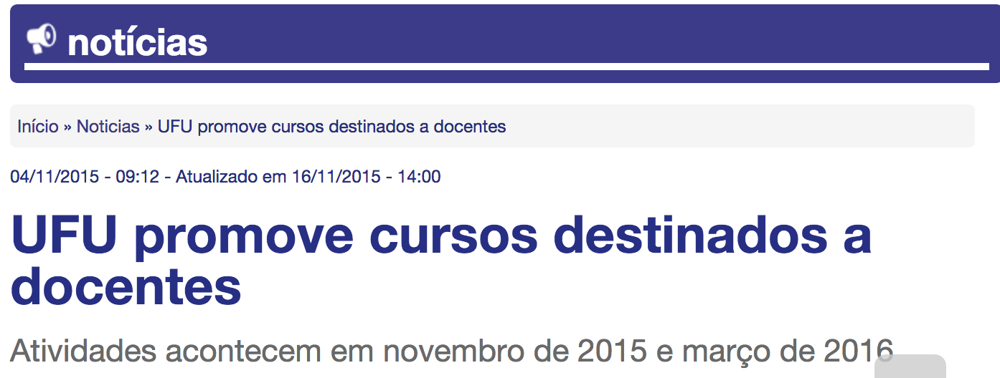 notícias
Início » Noticias » UFU promove cursos destinados a docentes
04/11/2015 - 09:12 - Atualizado em 16/11/2015 - 14:00
UFU promove cursos destinados a
docentes
Atividades acontecem em novembro de 2015 e março de 2016